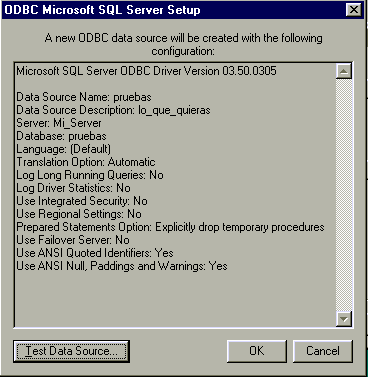 ODBC Microsoft SQL Server Setup
A new ODBC data source will be created with the following
configuration:
Microsoft SQL Server ODBC Driver Version 03.50.0305
Data Source Name: pruebas
Data Source Description: lo_que_quieras
Server: Mi_Server
Database: pruebas
Language: (Default)
Translation Option: Automatic
Log Long Running Queries: No
Log Driver Statistics: No
Use Integrated Security: No
Use Regional Settings: No
Prepared Statements Option: Explicitly drop temporary procedures
Use Failover Server: No
Use ANSI Quoted Identifiers: Yes
Use ANSI Null, Paddings and Warnings: Yes
Test Data Source... OK Cancel